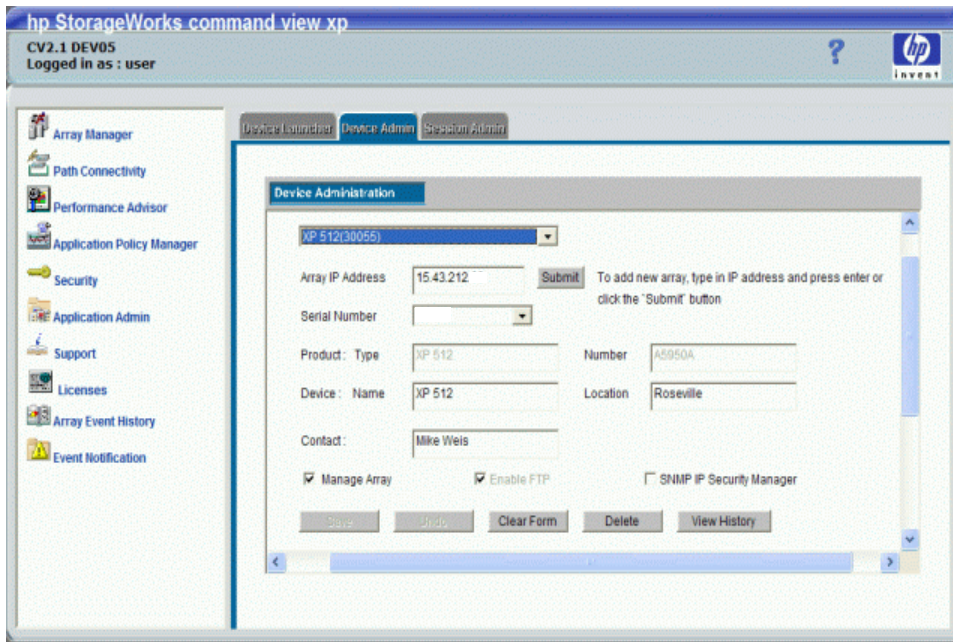 hp StorageWorks command view xp
CV2.1 DEV05
Logged in as : user
?
hp
invent
Array Manager
Path Connectivity
Performance Advisor
Application Policy Manager
Security
Application Admin
Support
Licenses
Array Event History
Event Notification
Device Launcher Device Admin Session Admin
Device Administration
XP 512(30055)
Array IP Address 15.43.212 Submit To add new array, type in IP address and press enter or
click the `Submit' button
Serial Number
Product : Type XP 512 Number A5950A
Device : Name XP 512 Location Roseville
Contact : Mike Weis
Manage Array Enable FTP SNMP IP Security Manager
Save Undo Clear Form Delete View History